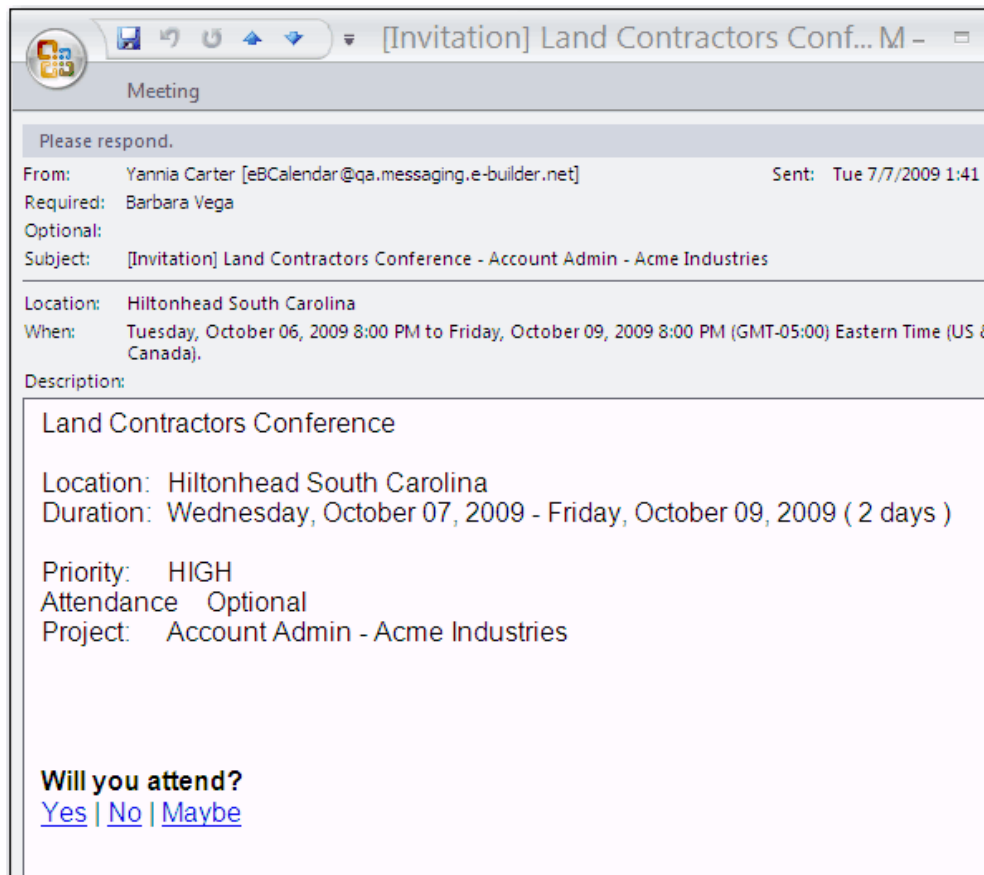 [Invitation] Land Contractors Conf... M –
Meeting
Please respond.
From: Yannia Carter [eBCalendar@qa.messaging.e-builder.net] Sent: Tue 7/7/2009 1:41
Required: Barbara Vega
Optional:
Subject: [Invitation] Land Contractors Conference - Account Admin - Acme Industries
Location: Hiltonhead South Carolina
When: Tuesday, October 06, 2009 8:00 PM to Friday, October 09, 2009 8:00 PM (GMT-05:00) Eastern Time (US &
Canada).
Description:
Land Contractors Conference
Location: Hiltonhead South Carolina
Duration: Wednesday, October 07, 2009 - Friday, October 09, 2009 ( 2 days )
Priority: HIGH
Attendance Optional
Project: Account Admin - Acme Industries
Will you attend?
Yes | No | Maybe